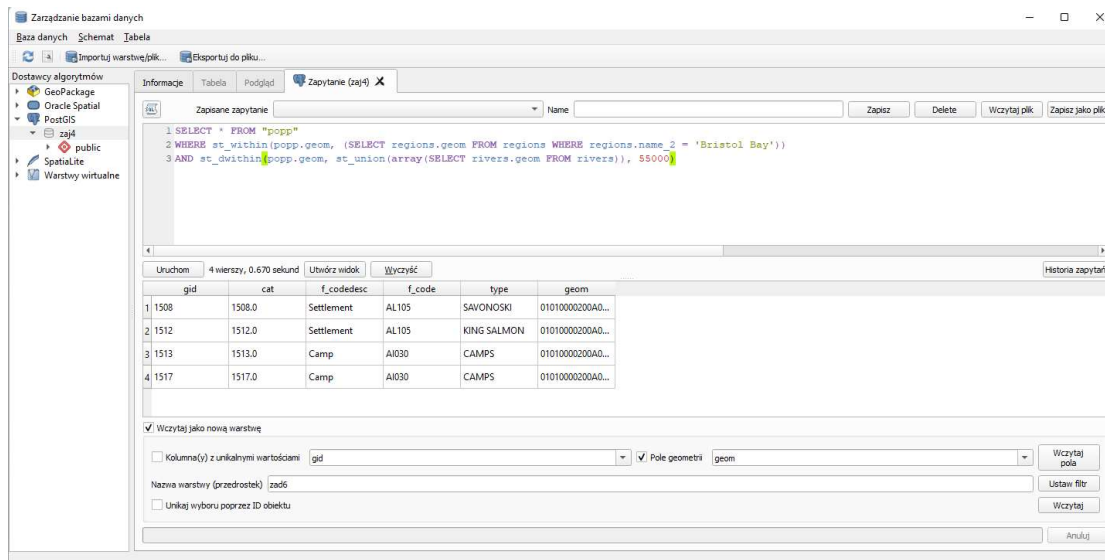 Zarządzanie bazami danych
Baza danych Schemat Tabela
Importuj warstwę/plik... Eksportuj do pliku...
Dostawcy algorytmów
GeoPackage
Oracle Spatial
PostGIS
zaj4
public
SpatiaLite
Warstwy wirtualne
Informacje Tabela Podgląd Zapytanie (zaj4)
Zapisane zapytanie Name Zapisz Delete Wczytaj plik Zapisz jako plik
1 SELECT * FROM "popp"
2 WHERE st_within(popp.geom, (SELECT regions.geom FROM regions WHERE regions.name_2 = 'Bristol Bay'))
3 AND st_dwithin(popp.geom, st_union(array(SELECT rivers.geom FROM rivers)), 55000)
Uruchom 4 wierszy, 0.670 sekund Utwórz widok Wyczyść Historia zapytań
gid cat f_codedesc f_code type geom
1 1508 1508.0 Settlement AL105 SAVONOSKI 01010000200A0...
2 1512 1512.0 Settlement AL105 KING SALMON 01010000200A0...
3 1513 1513.0 Camp AI030 CAMPS 01010000200A0...
4 1517 1517.0 Camp AI030 CAMPS 01010000200A0...
Wczytaj jako nową warstwę
Kolumna(y) z unikalnymi wartościami gid Pole geometrii geom Wczytaj pola
Nazwa warstwy (przedrostek) zad6 Ustaw filtr
Unikaj wyboru poprzez ID obiektu Wczytaj
Anuluj